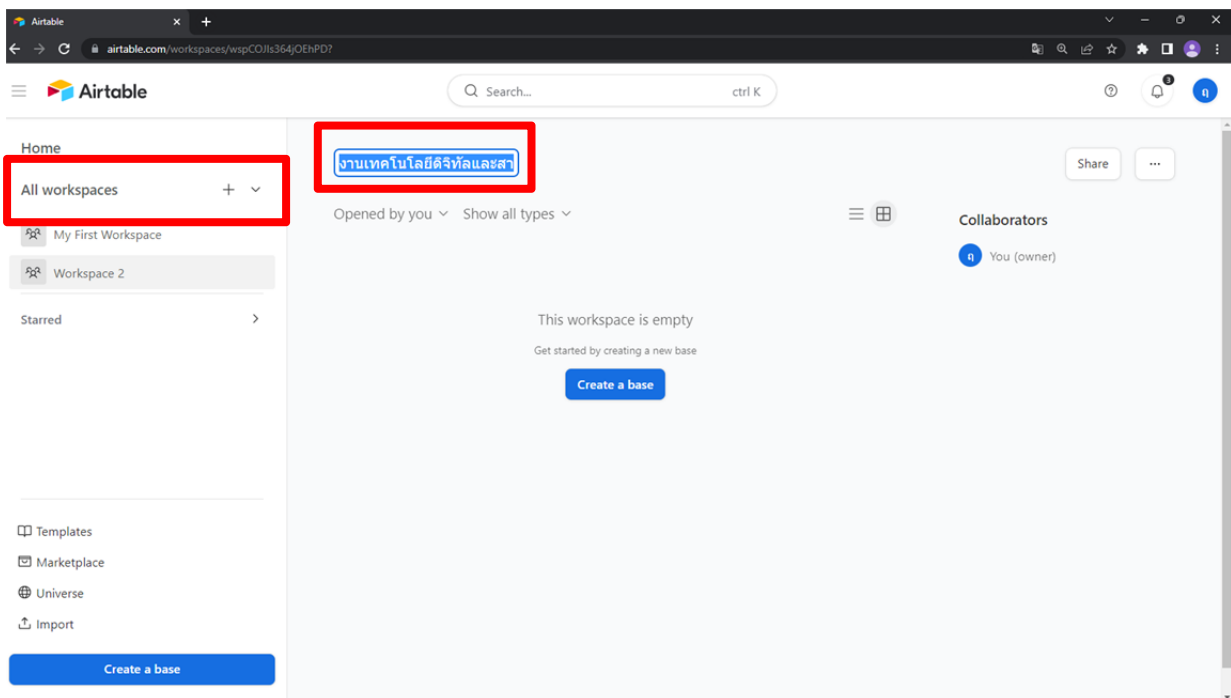 Airtable
airtable.com/workspaces/wspCOJIs364jOEhPD?
Airtable
Search...
ctrl K
3
ฤ
Home
All workspaces
My First Workspace
Workspace 2
Starred
Templates
Marketplace
Universe
Import
Create a base
งานเทคโนโลยีดิจิทัลและสา
Share
Opened by you
Show all types
This workspace is empty
Get started by creating a new base
Create a base
Collaborators
ฤ You (owner)